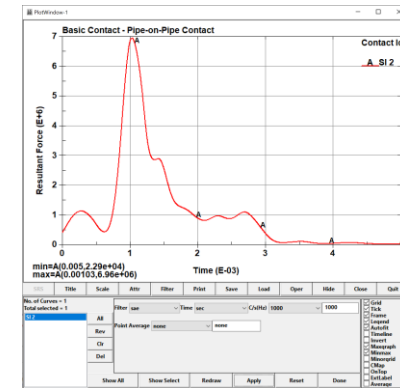 PlotWindow-1
Basic Contact - Pipe-on-Pipe Contact
Contact Ic
A SI 2
Resultant Force (E+6)
7
6
5
4
3
2
1
0
A
A
A
A
0 1 2 3 4
Time (E-03)
min=A(0.005,2.29e+04)
max=A(0.00103,6.96e+06)
Title Scale Attr Filter Print Save Load Oper Hide Close Quit
No. of Curves = 1
Total selected = 1
SI 2
All
Rev
Clr
Del
Filter sae Time sec C/s(Hz) 1000 1000
Point Average none none
Show All Show Select Redraw Apply Reset Done
Grid
Tick
Frame
Legend
Autofit
Timeline
Invert
Maxgraph
Minmax
Minorgrid
CMap
OnTop
ExtLabel
Average